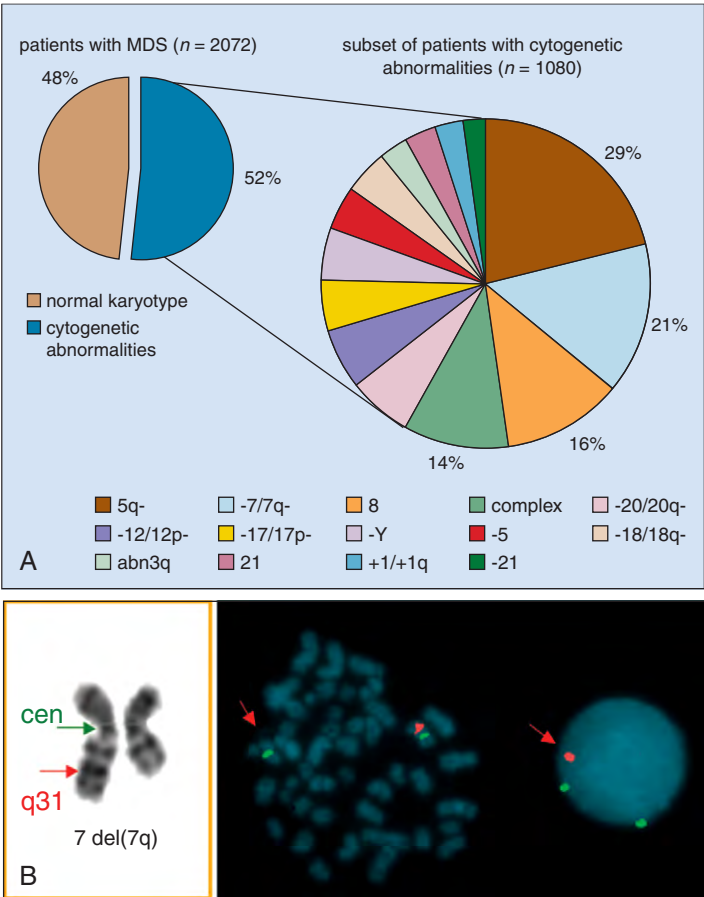 patients with MDS (n = 2072)
subset of patients with cytogenetic
abnormalities (n = 1080)
48%
52%
29%
21%
16%
14%
normal karyotype
cytogenetic
abnormalities
5q- -7/7q- 8 complex -20/20q-
-12/12p- -17/17p- -Y -5 -18/18q-
abn3q 21 +1/+1q -21
A
cen
q31
7 del(7q)
B